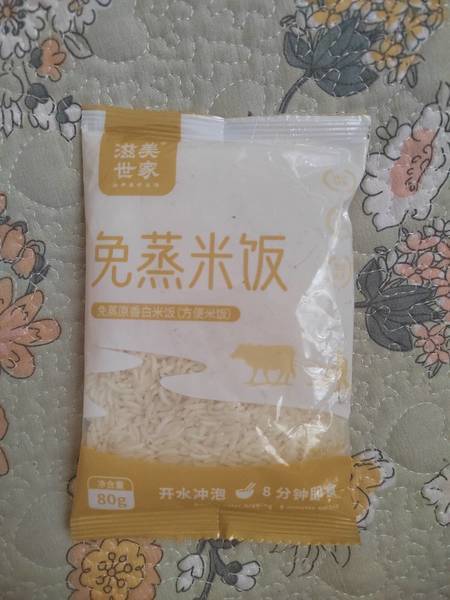 滋美
世家
免蒸米饭
免蒸原香白米饭(方便米饭)
净含量
80g
开水冲泡 8分钟即食